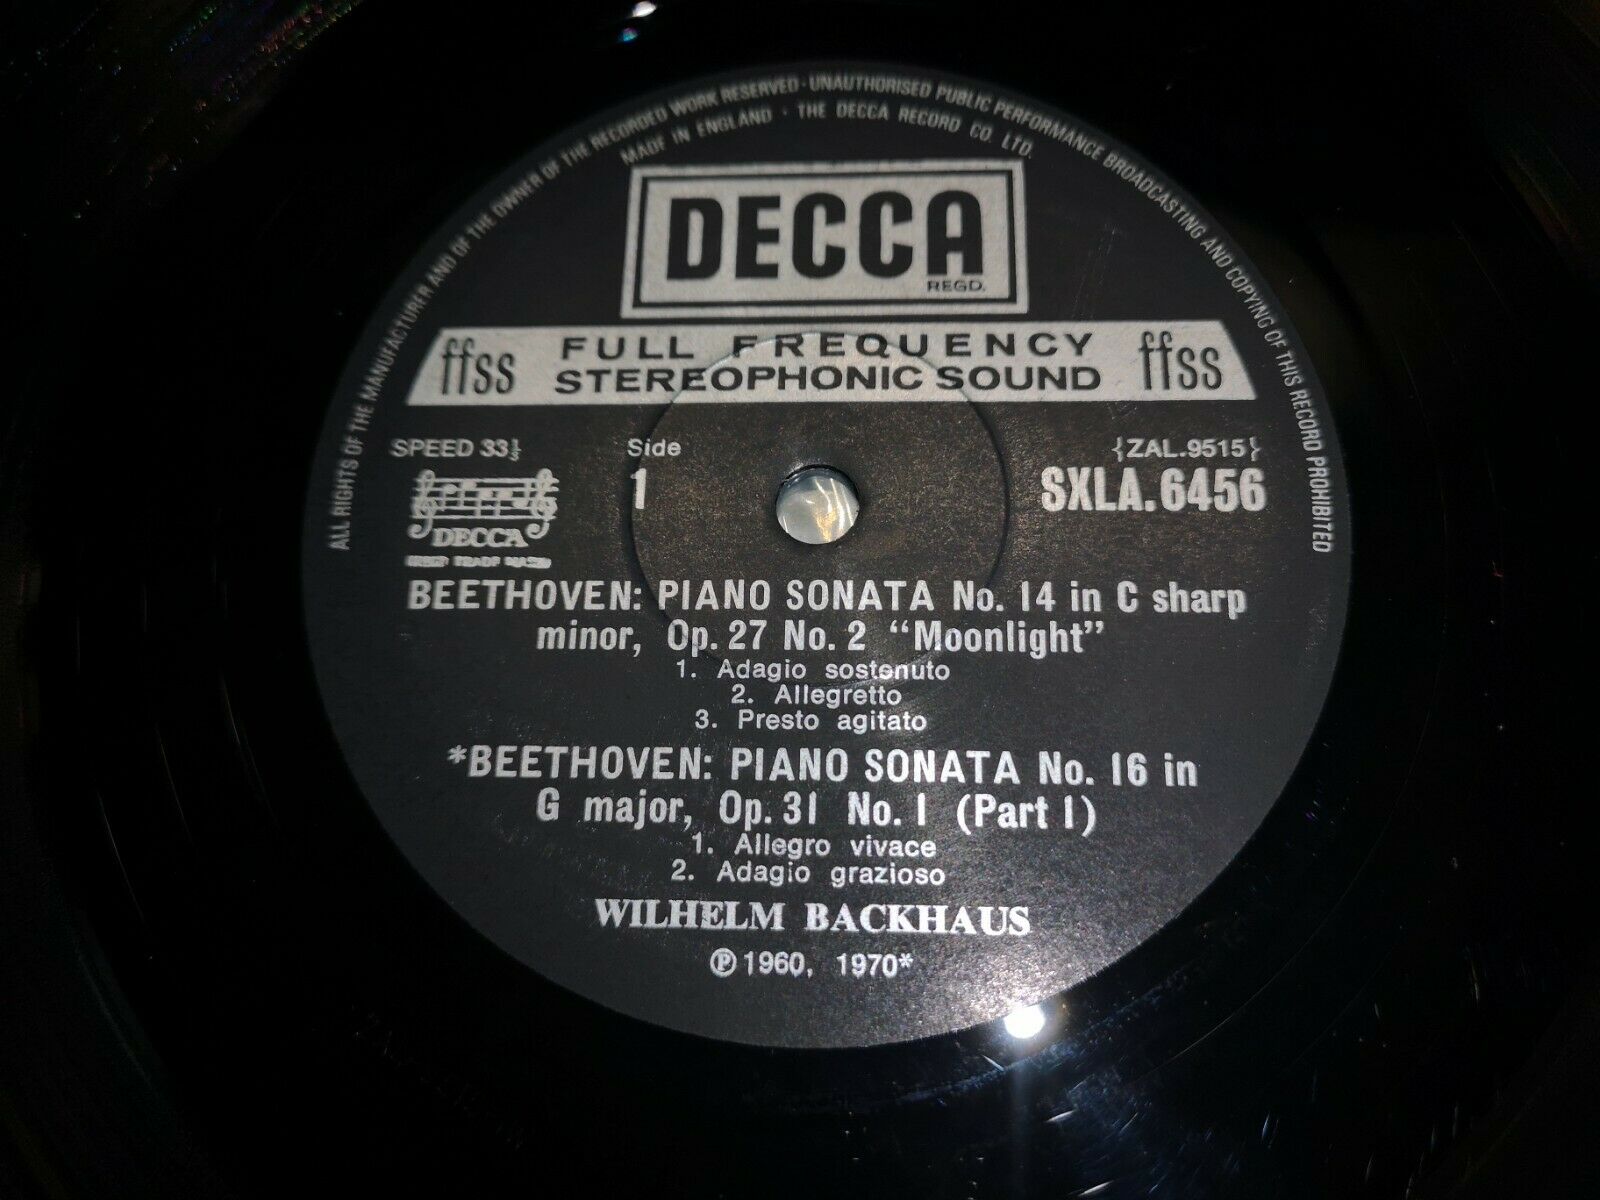 ALL RIGHTS OF THE MANUFACTURER AND OF THE OWNER OF THE RECORDED WORK RESERVED · UNAUTHORISED PUBLIC PERFORMANCE BROADCASTING AND COPYING OF THIS RECORD PROHIBITED
MADE IN ENGLAND · THE DECCA RECORD CO. LTD.
DECCA
REGD.
ffss FULL FREQUENCY STEREOPHONIC SOUND ffss
SPEED 33⅓ Side {ZAL.9515}
1 SXLA.6456
DECCA
TRADE MARK
BEETHOVEN: PIANO SONATA No. 14 in C sharp
minor, Op. 27 No. 2 "Moonlight"
1. Adagio sostenuto
2. Allegretto
3. Presto agitato
*BEETHOVEN: PIANO SONATA No. 16 in
G major, Op. 31 No. 1 (Part 1)
1. Allegro vivace
2. Adagio grazioso
WILHELM BACKHAUS
℗ 1960, 1970*